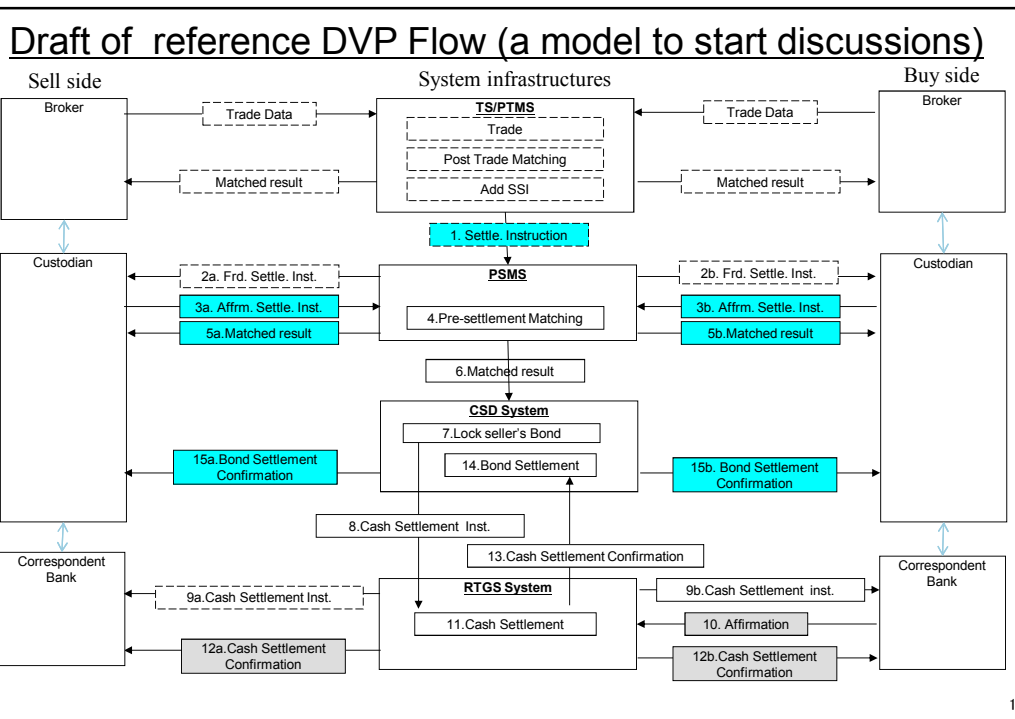 Draft of  reference DVP Flow (a model to start discussions)
Sell side
System infrastructures
Buy side
Broker
TS/PTMS
Broker
Trade Data
Trade
Trade Data
Post Trade Matching
Matched result
Add SSI
Matched result
1. Settle. Instruction
Custodian
PSMS
Custodian
2a. Frd. Settle. Inst.
2b. Frd. Settle. Inst.
3a. Affrm. Settle. Inst.
3b. Affrm. Settle. Inst.
4.Pre-settlement Matching
5a.Matched result
5b.Matched result
6.Matched result
CSD System
7.Lock seller's Bond
15a.Bond Settlement
Confirmation
14.Bond Settlement
15b. Bond Settlement
Confirmation
8.Cash Settlement  Inst.
13.Cash Settlement Confirmation
Correspondent
Bank
RTGS System
Correspondent
Bank
9a.Cash Settlement Inst.
9b.Cash Settlement  inst.
11.Cash Settlement
10. Affirmation
12a.Cash Settlement
Confirmation
12b.Cash Settlement
Confirmation
1